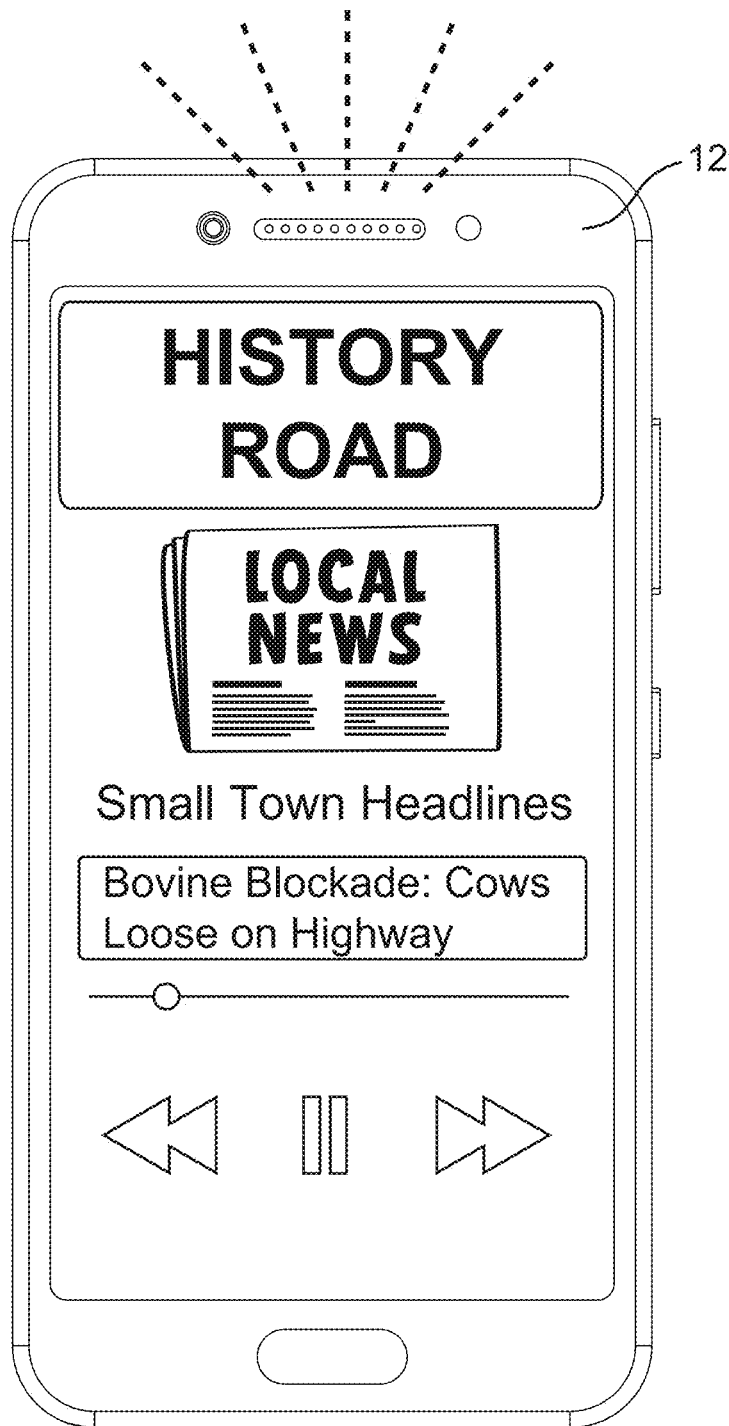 12
HISTORY
ROAD
LOCAL
NEWS
Small Town Headlines
Bovine Blockade: Cows
Loose on Highway